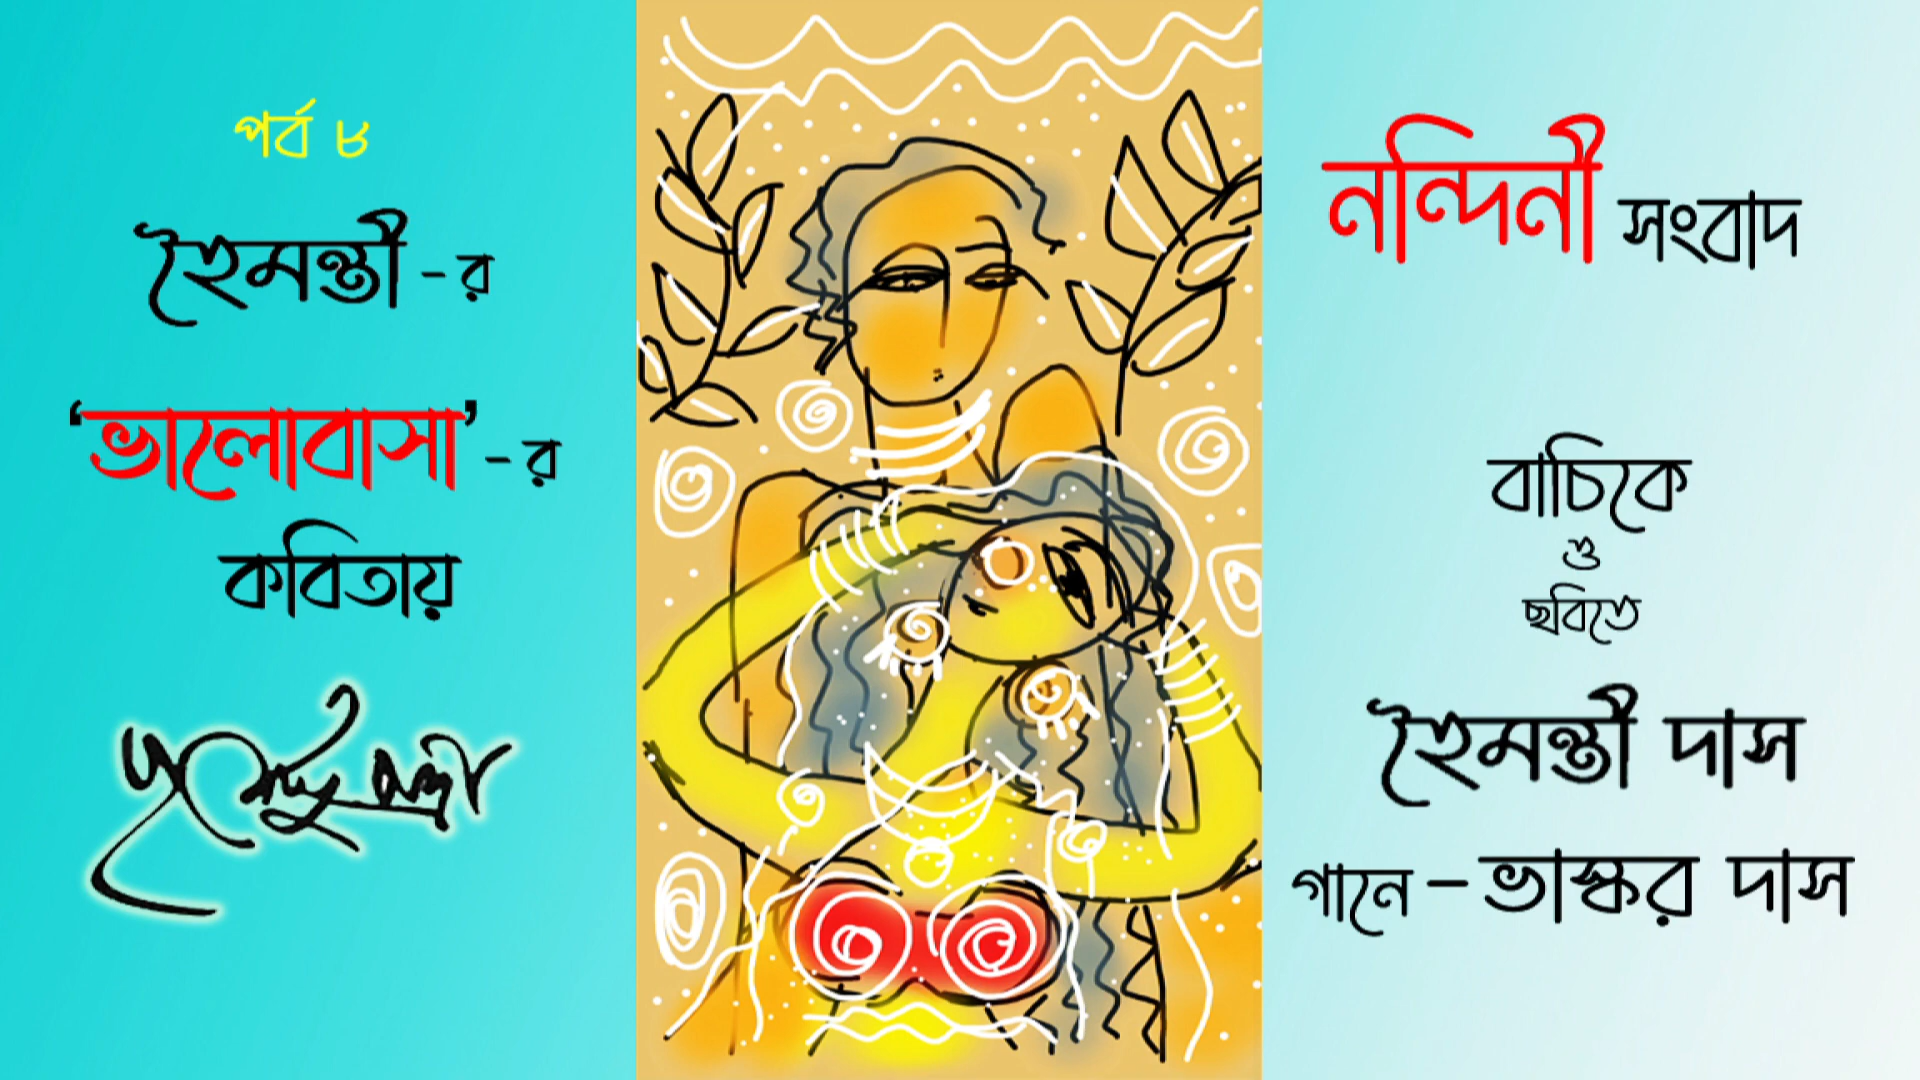 পর্ব ৮
হৈমন্তী - র
‘ভালোবাসা’ - র
কবিতায়
নন্দিনী সংবাদ
বাচিকে
ও
ছবিতে
হৈমন্তী দাস
গানে – ভাস্কর দাস